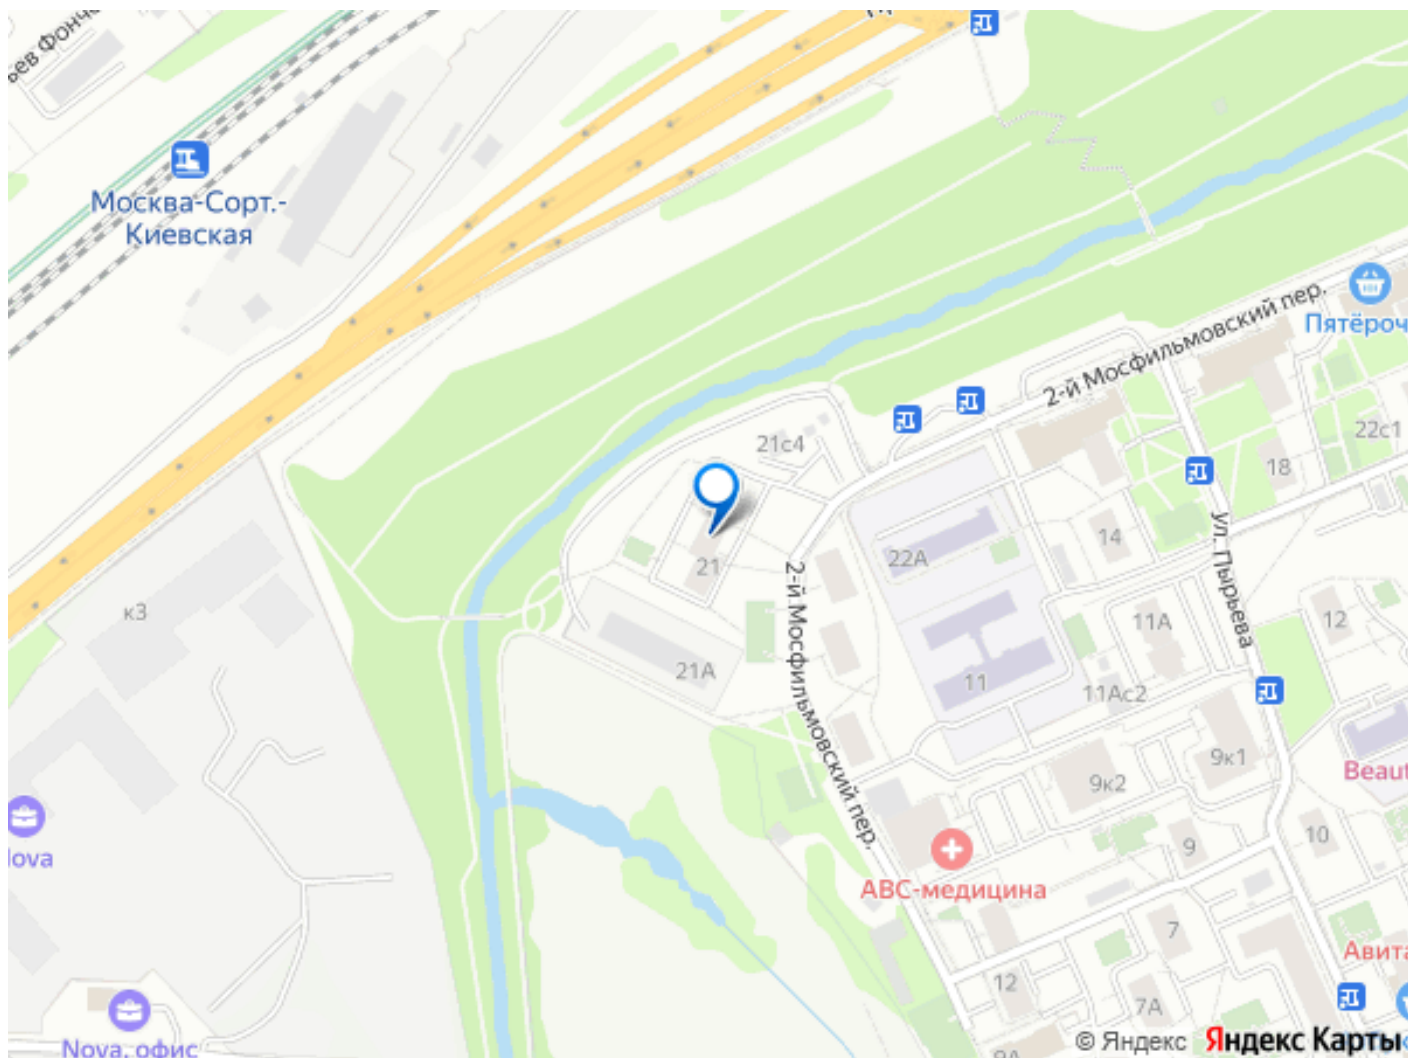 Москва-Сорт.-
Киевская
2-й Мосфильмовский пер.
Пятёроч
21с4
22с1
18
14
22А
ул. Пырьева
21
2-й Мосфильмовский пер.
к3
12
11А
21А
11
11Ас2
9к1
Beaut
9к2
Nova
10
9
АВС-медицина
7
Авита
12
7А
Nova, офис
9А
© Яндекс Яндекс Карты